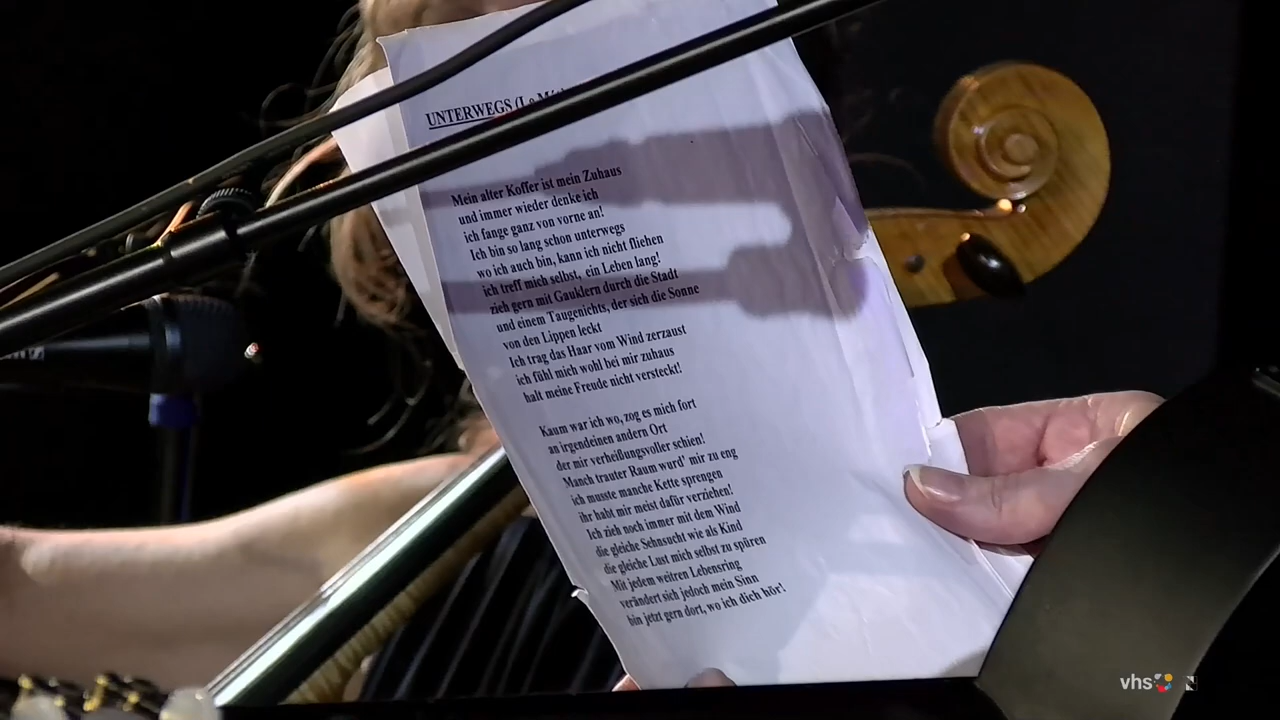 UNTERWEGS (Le
Mein alter Koffer ist mein Zuhaus
und immer wieder denke ich
ich fange ganz von vorne an!
Ich bin so lang schon unterwegs
wo ich auch bin, kann ich nicht fliehen
ich treff mich selbst, ein Leben lang!
zieh gern mit Gauklern durch die Stadt
und einem Taugenichts, der sich die Sonne
von den Lippen leckt
Ich trag das Haar vom Wind zerzaust
ich fühl mich wohl bei mir zuhaus
halt meine Freude nicht versteckt!
Kaum war ich wo, zog es mich fort
an irgendeinen andern Ort
der mir verheißungsvoller schien!
Manch trauter Raum wurd' mir zu eng
ich musste manche Kette sprengen
ihr habt mir meist dafür verziehen!
Ich zieh noch immer mit dem Wind
die gleiche Sehnsucht wie als Kind
die gleiche Lust mich selbst zu spüren
Mit jedem weitren Lebensring
verändert sich jedoch mein Sinn
bin jetzt gern dort, wo ich dich hör!
vhs